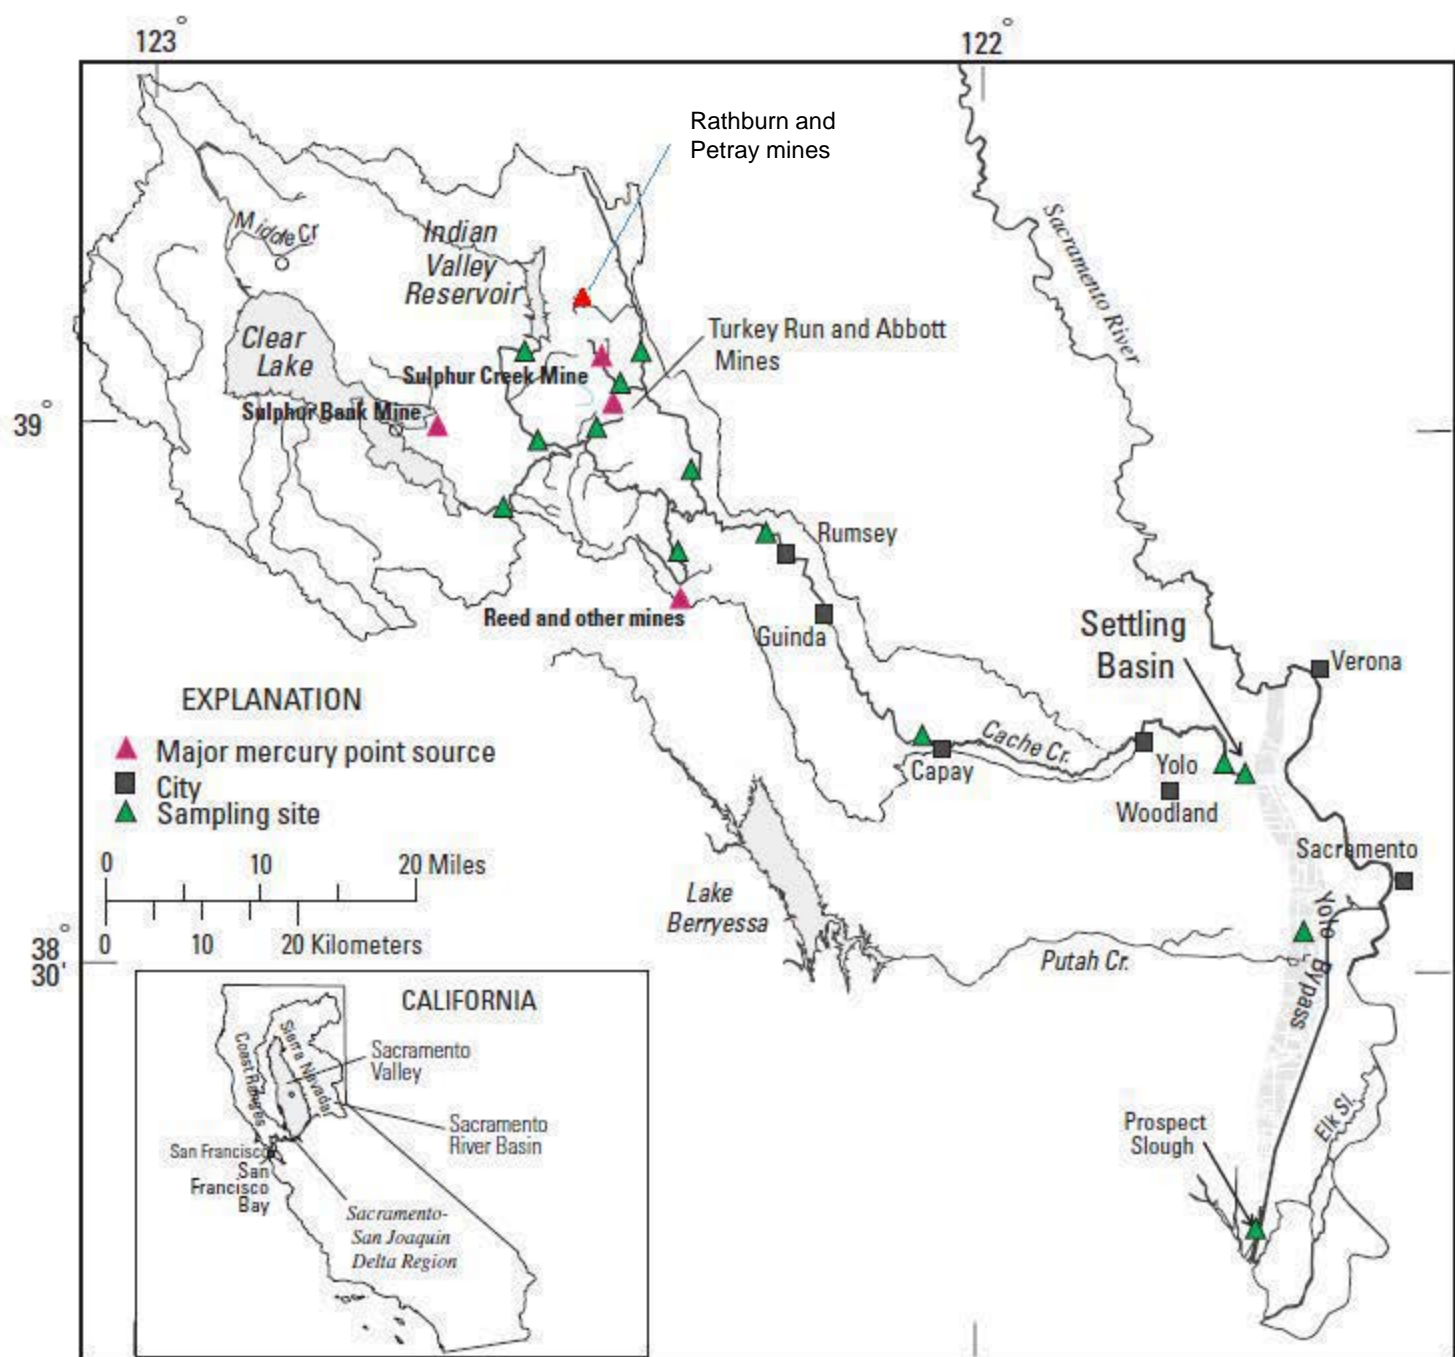 123°
122°
Rathburn and
Petray mines
Sacramento River
Midde Cr
Indian
Valley
Reservoir
Clear
Lake
Turkey Run and Abbott
Mines
Sulphur Creek Mine
Sulphur Bank Mine
39°
Rumsey
Reed and other mines
Guinda
Settling
Basin
Verona
EXPLANATION
Major mercury point source
City
Sampling site
Cache Cr.
Capay
Yolo
Woodland
0 10 20 Miles
0 10 20 Kilometers
Sacramento
Lake
Berryessa
Yolo Bypass
Putah Cr.
38°
30'
CALIFORNIA
Coast Ranges
Sierra Nevada
Sacramento
Valley
Sacramento
River Basin
San Francisco
San
Francisco
Bay
Sacramento-
San Joaquin
Delta Region
Prospect
Slough
Elk Sl.